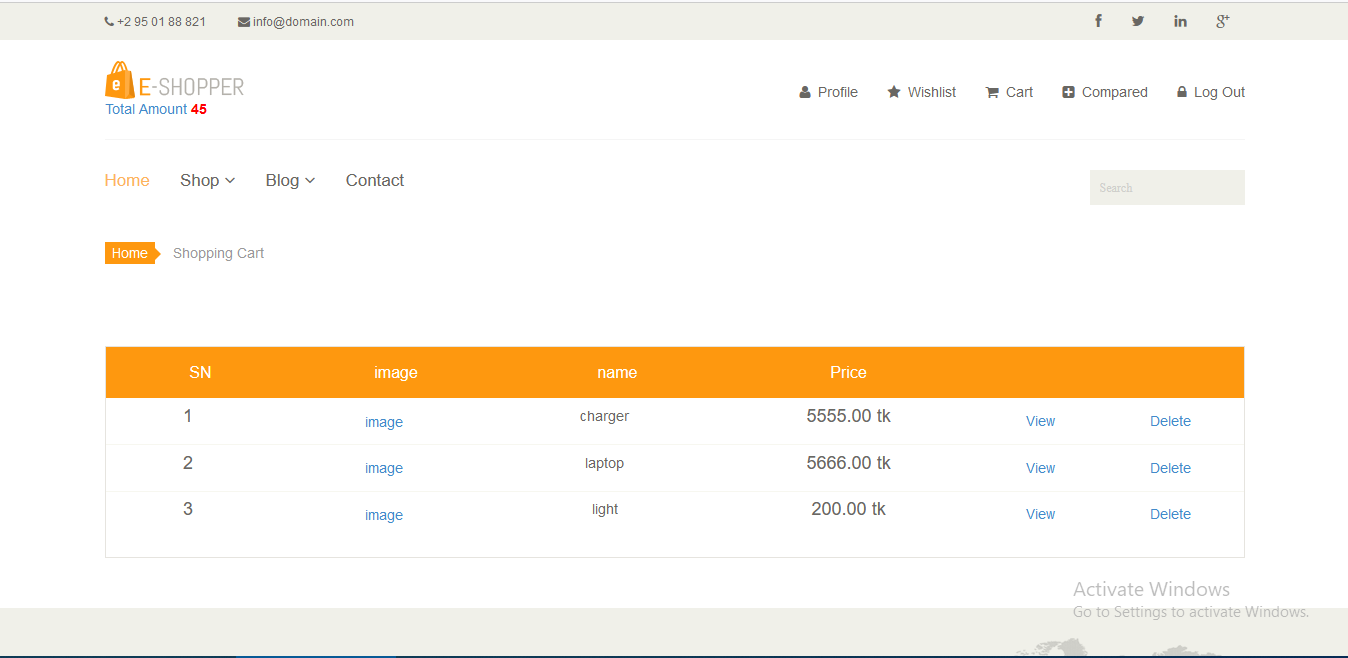 +2 95 01 88 821 info@domain.com
E-SHOPPER
Total Amount 45
Profile Wishlist Cart Compared Log Out
Home Shop Blog Contact
Search
Home Shopping Cart
SN image name Price
1 image charger 5555.00 tk View Delete
2 image laptop 5666.00 tk View Delete
3 image light 200.00 tk View Delete
Activate Windows
Go to Settings to activate Windows.